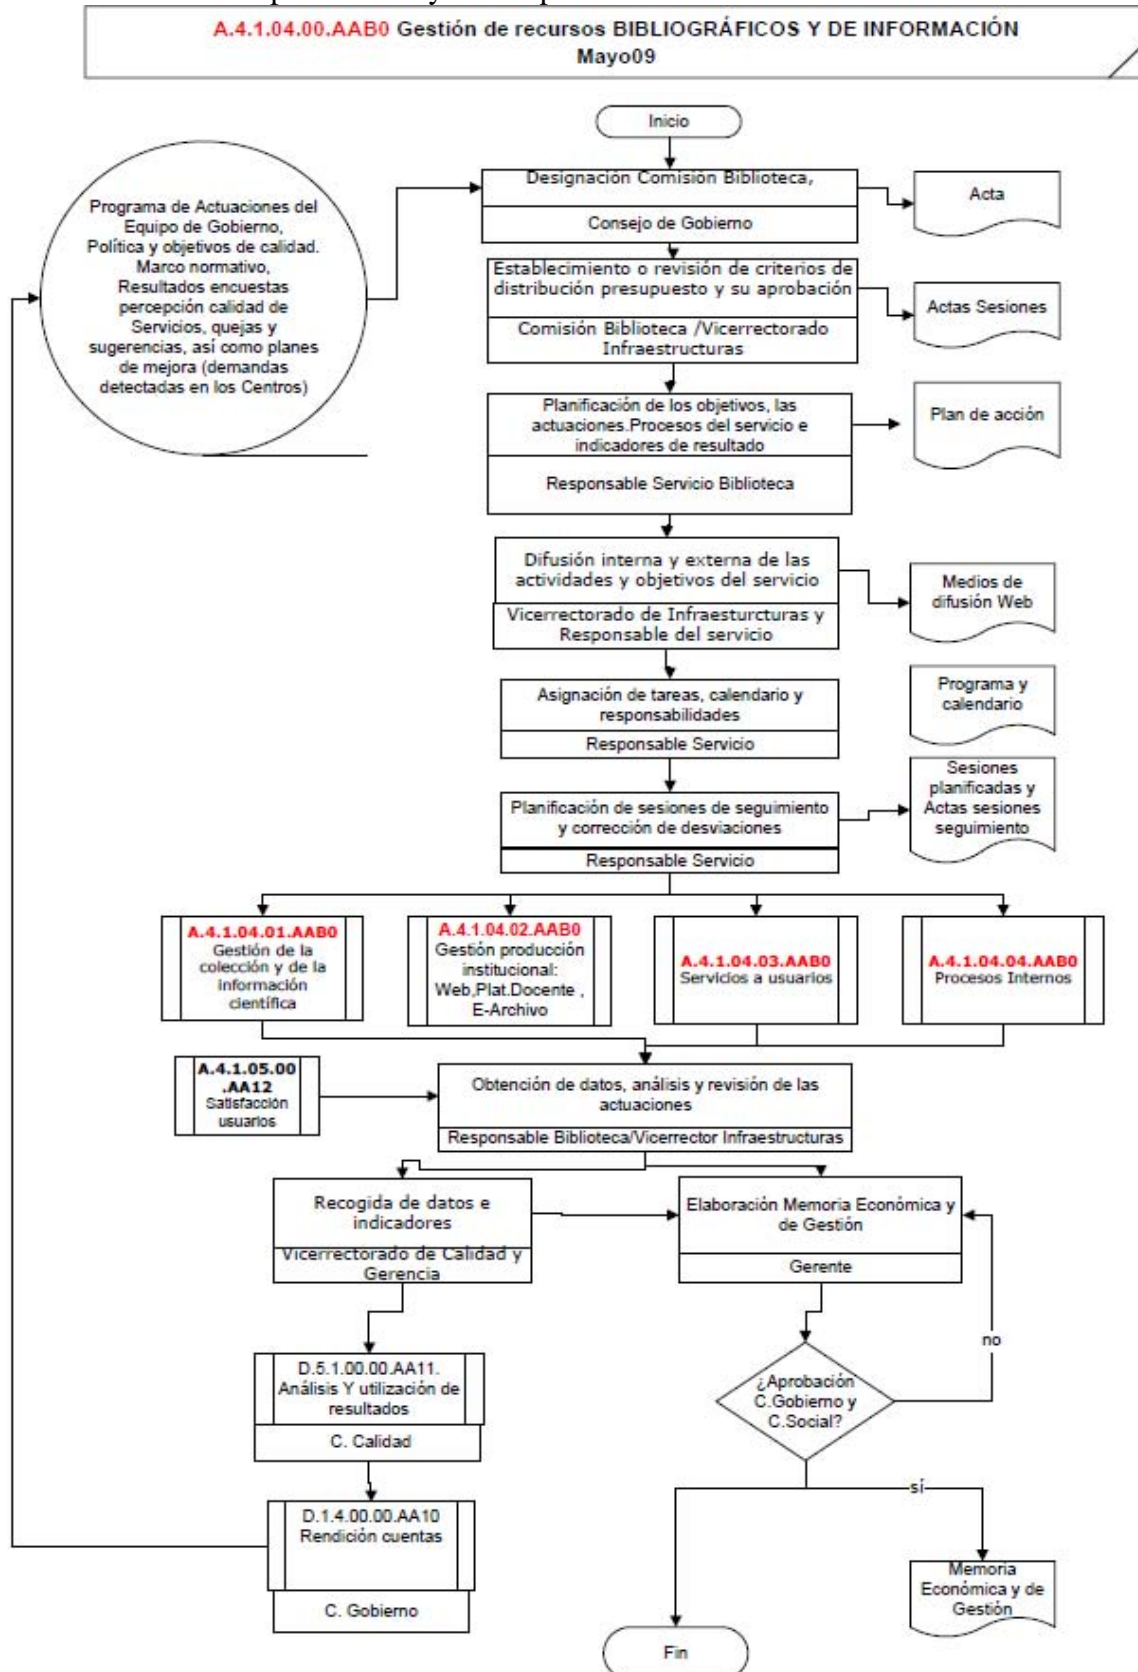 A.4.1.04.00.AAB0 Gestión de recursos BIBLIOGRÁFICOS Y DE INFORMACIÓN
Mayo09
Inicio
Programa de Actuaciones del
Equipo de Gobierno,
Política y objetivos de calidad.
Marco normativo,
Resultados encuestas
percepción calidad de
Servicios, quejas y
sugerencias, así como planes
de mejora (demandas
detectadas en los Centros)
Designación Comisión Biblioteca,
Consejo de Gobierno
Acta
Establecimiento o revisión de criterios de
distribución presupuesto y su aprobación
Comisión Biblioteca /Vicerrectorado
Infraestructuras
Actas Sesiones
Planificación de los objetivos, las
actuaciones.Procesos del servicio e
indicadores de resultado
Responsable Servicio Biblioteca
Plan de acción
Difusión interna y externa de las
actividades y objetivos del servicio
Vicerrectorado de Infraesturcturas y
Responsable del servicio
Medios de
difusión Web
Asignación de tareas, calendario y
responsabilidades
Responsable Servicio
Programa y
calendario
Planificación de sesiones de seguimiento
y corrección de desviaciones
Responsable Servicio
Sesiones
planificadas y
Actas sesiones
seguimiento
A.4.1.04.01.AAB0
Gestión de la
colección y de la
información
científica
A.4.1.04.02.AAB0
Gestión producción
institucional:
Web,Plat.Docente ,
E-Archivo
A.4.1.04.03.AAB0
Servicios a usuarios
A.4.1.04.04.AAB0
Procesos Internos
A.4.1.05.00
.AA12
Satisfacción
usuarios
Obtención de datos, análisis y revisión de las
actuaciones
Responsable Biblioteca/Vicerrector Infraestructuras
Recogida de datos e
indicadores
Vicerrectorado de Calidad y
Gerencia
Elaboración Memoria Económica y
de Gestión
Gerente
no
D.5.1.00.00.AA11.
Análisis Y utilización de
resultados
C. Calidad
¿Aprobación
C.Gobierno y
C.Social?
sí
D.1.4.00.00.AA10
Rendición cuentas
C. Gobierno
Memoria
Económica y de
Gestión
Fin